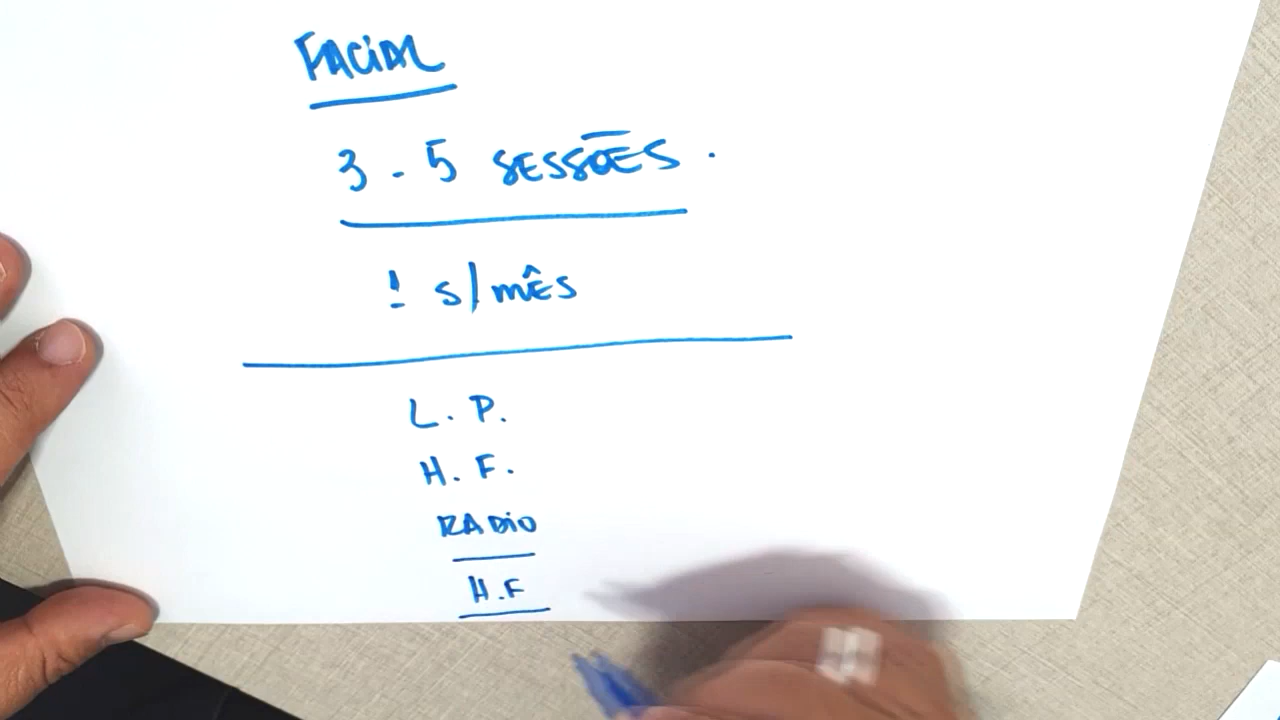 FACIAL
3 - 5 SESSÕES.
1 s/mês
L. P.
H. F.
RADIO
H.F